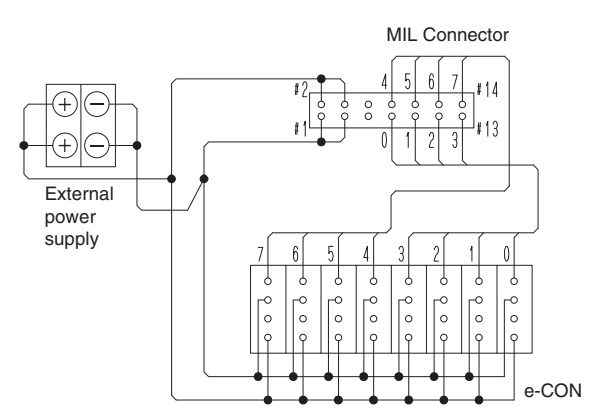 MIL Connector
4 5 6 7
#2 #14
+ −
+ −
#1 #13
0 1 2 3
External
power
supply
7 6 5 4 3 2 1 0
e-CON